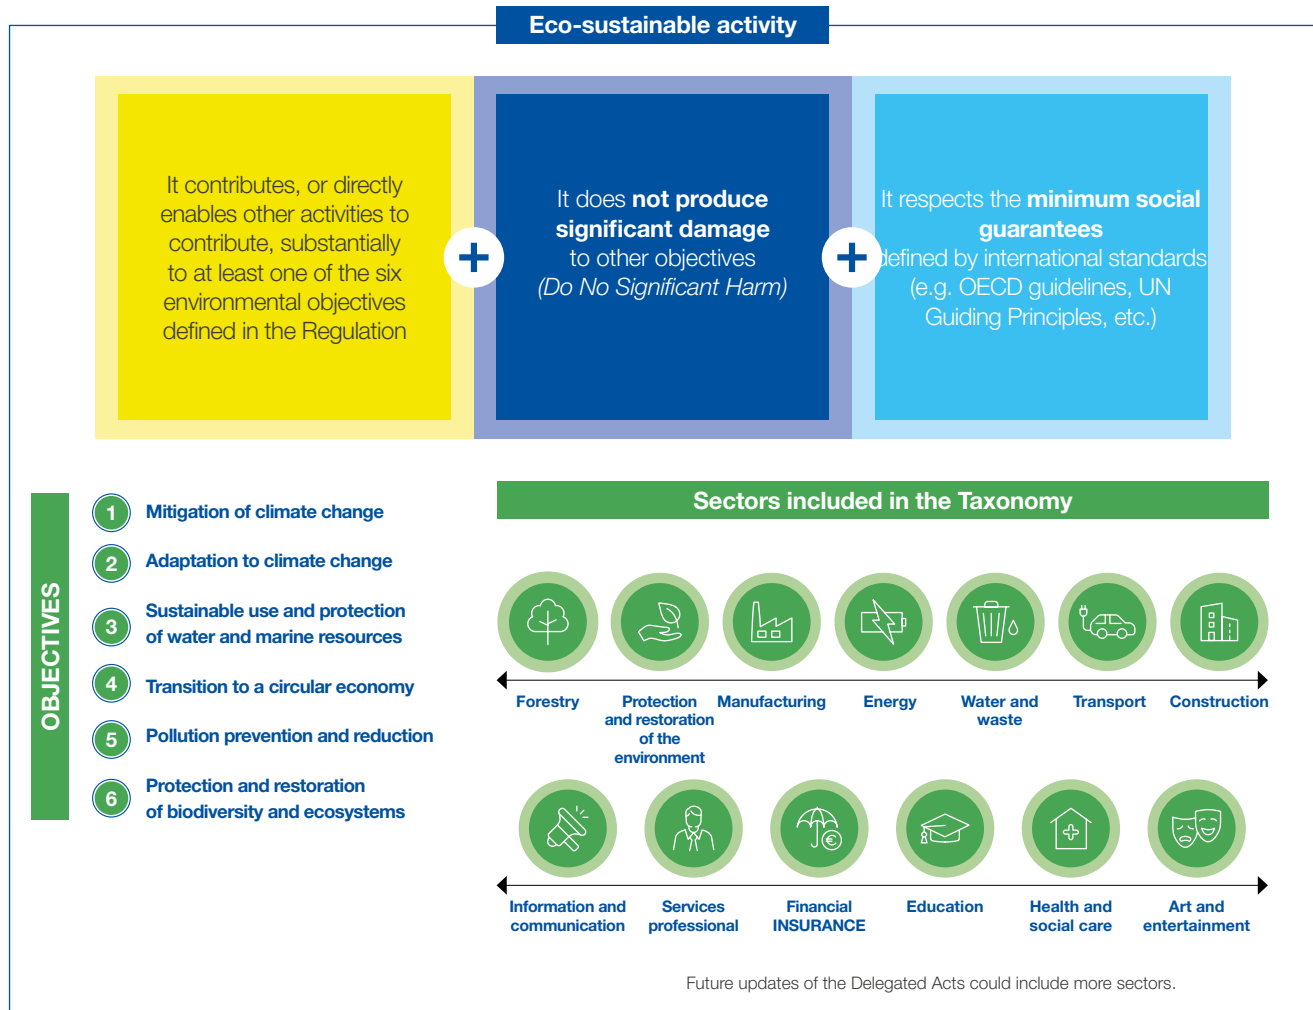 Eco-sustainable activity
It contributes, or directly
enables other activities to
contribute, substantially
to at least one of the six
environmental objectives
defined in the Regulation
It does not produce
significant damage
to other objectives
(Do No Significant Harm)
It respects the minimum social
guarantees
defined by international standards
(e.g. OECD guidelines, UN
Guiding Principles, etc.)
OBJECTIVES
1 Mitigation of climate change
2 Adaptation to climate change
3 Sustainable use and protection
of water and marine resources
4 Transition to a circular economy
5 Pollution prevention and reduction
6 Protection and restoration
of biodiversity and ecosystems
Sectors included in the Taxonomy
Forestry
Protection
and restoration
of the
environment
Manufacturing
Energy
Water and
waste
Transport
Construction
Information and
communication
Services
professional
Financial
INSURANCE
Education
Health and
social care
Art and
entertainment
Future updates of the Delegated Acts could include more sectors.